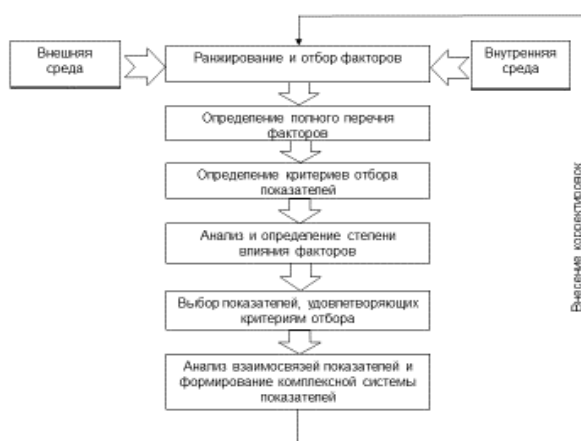 Внешняя
среда
Ранжирование и отбор факторов
Внутренняя
среда
Определение полного перечня
факторов
Определение критериев отбора
показателей
Анализ и определение степени
влияния факторов
Выбор показателей, удовлетворяющих
критериям отбора
Анализ взаимосвязей показателей и
формирование комплексной системы
показателей
Внесение корректировок